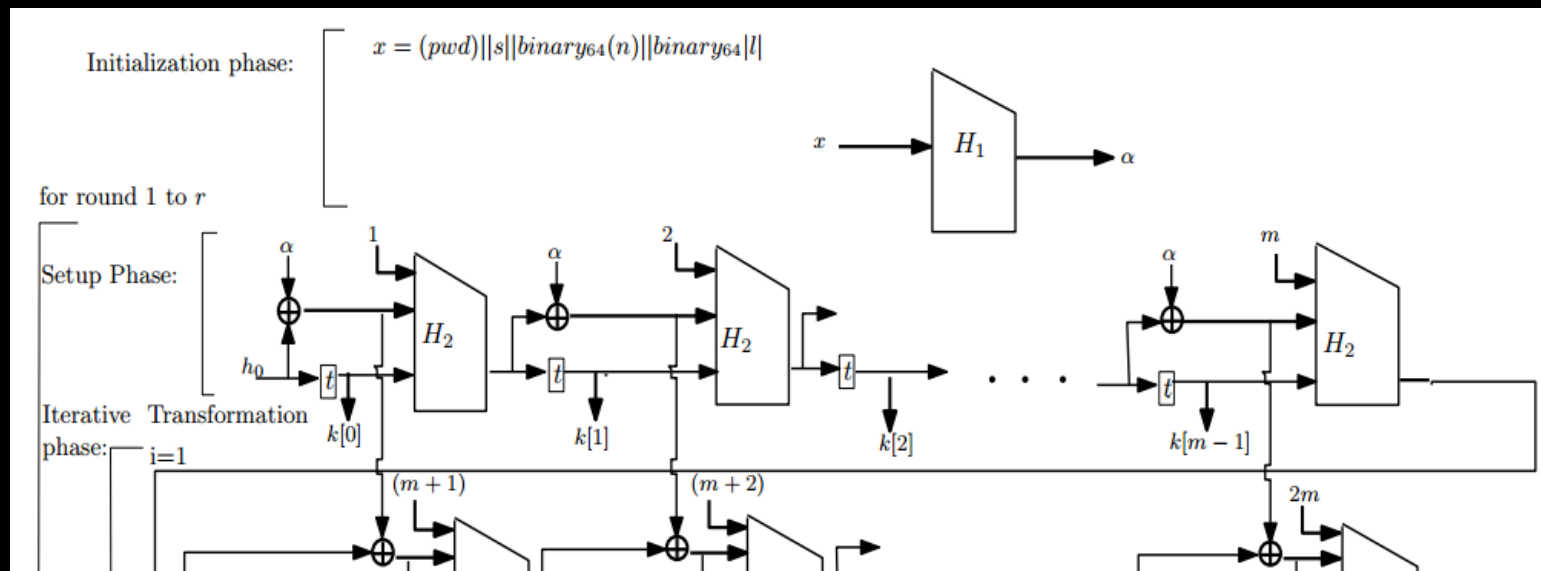 Initialization phase:
x = (pwd)||s||binary₆₄(n)||binary₆₄|l|
x
H₁
α
for round 1 to r
Setup Phase:
α
1
α
2
α
m
H₂
H₂
H₂
h₀
t
t
t
t
k[0]
k[1]
k[2]
. . .
k[m − 1]
Iterative Transformation
phase:
i=1
(m + 1)
(m + 2)
2m